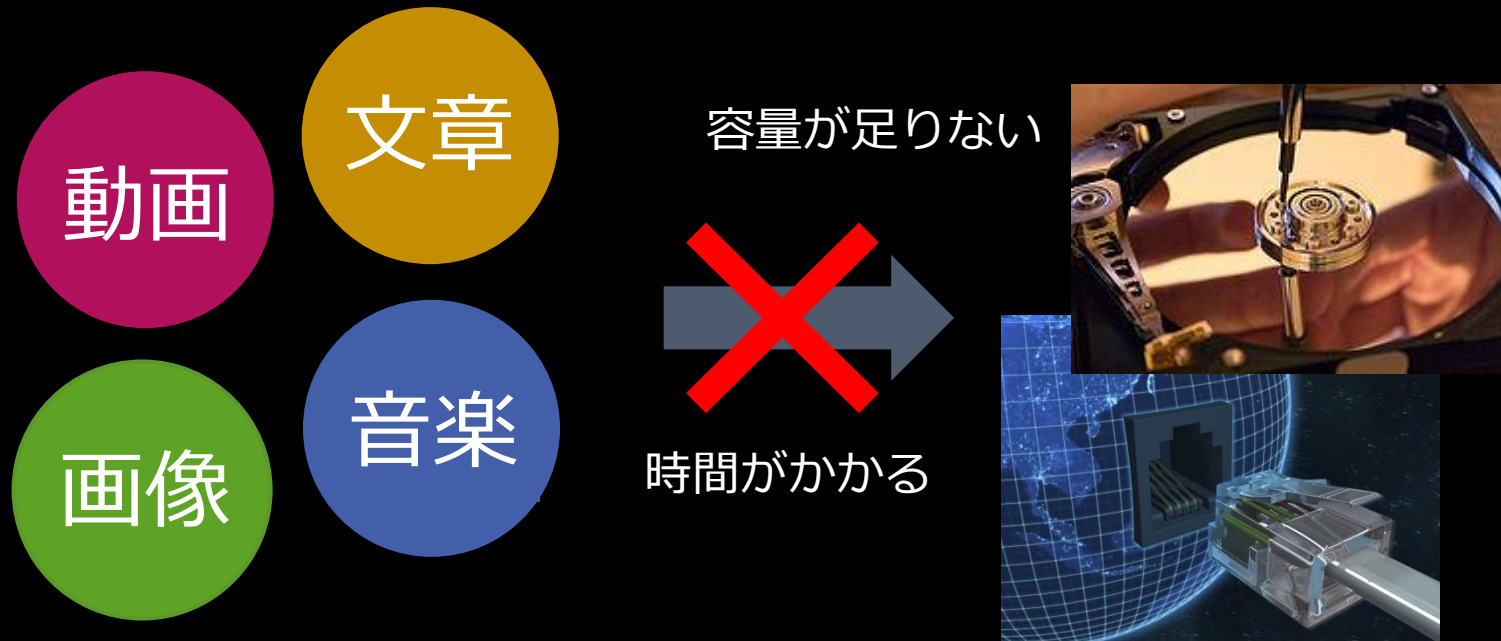 動画
文章
画像
音楽
容量が足りない
時間がかかる